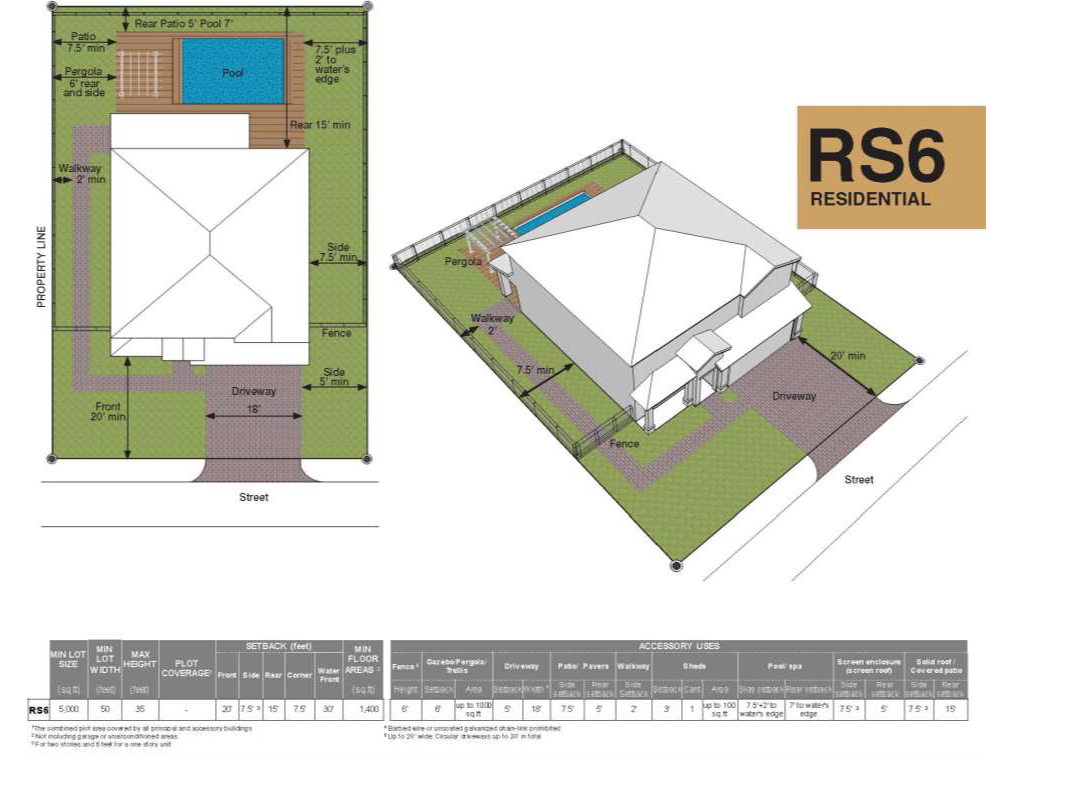 Rear Patio 5' Pool 7'
Patio
7.5' min
Pergola
6' rear
and side
Pool
7.5' plus
2' to
water's
edge
Rear 15' min
Walkway
2' min
PROPERTY LINE
Side
7.5' min
Fence
Side
5' min
Driveway
18'
Front
20' min
Street
RS6
RESIDENTIAL
Pergola
Walkway
2'
7.5' min
Fence
20' min
Driveway
Street
MIN LOT SIZE (sq.ft)
MIN LOT WIDTH (feet)
MAX HEIGHT (feet)
PLOT COVERAGE¹
SETBACK (feet)
Front Side Rear Corner Water Front
MIN FLOOR AREAS ² (sq.ft)
RS6 5,000 50 35 - 20' 7.5' ³ 15' 7.5' 30' 1,400
ACCESSORY USES
Fence ⁴ Gazebo/Pergola/Trellis Driveway Patio/ Pavers Walkway Sheds Pool/ spa Screen enclosure (screen roof) Solid roof / Covered patio
Height Setback Area Setback Width ⁵ Side setback Rear setback Side Setback Setback Cant. Area Side setback Rear setback Side setback Rear setback Side setback Rear setback
6' 6' up to 1000 sq.ft 5' 18' 7.5' 5' 2' 3' 1 up to 100 sq.ft 7.5'+2' to water's edge 7' to water's edge 7.5' ³ 5' 7.5' ³ 15'
¹The combined plot area covered by all principal and accessory buildings
²Not including garage or unairconditioned areas
³For two stories and 6 feet for a one story unit
⁴Barbed wire or uncoated galvanized chain-link prohibited
⁵Up to 20' wide. Circular driveways up to 30' in total